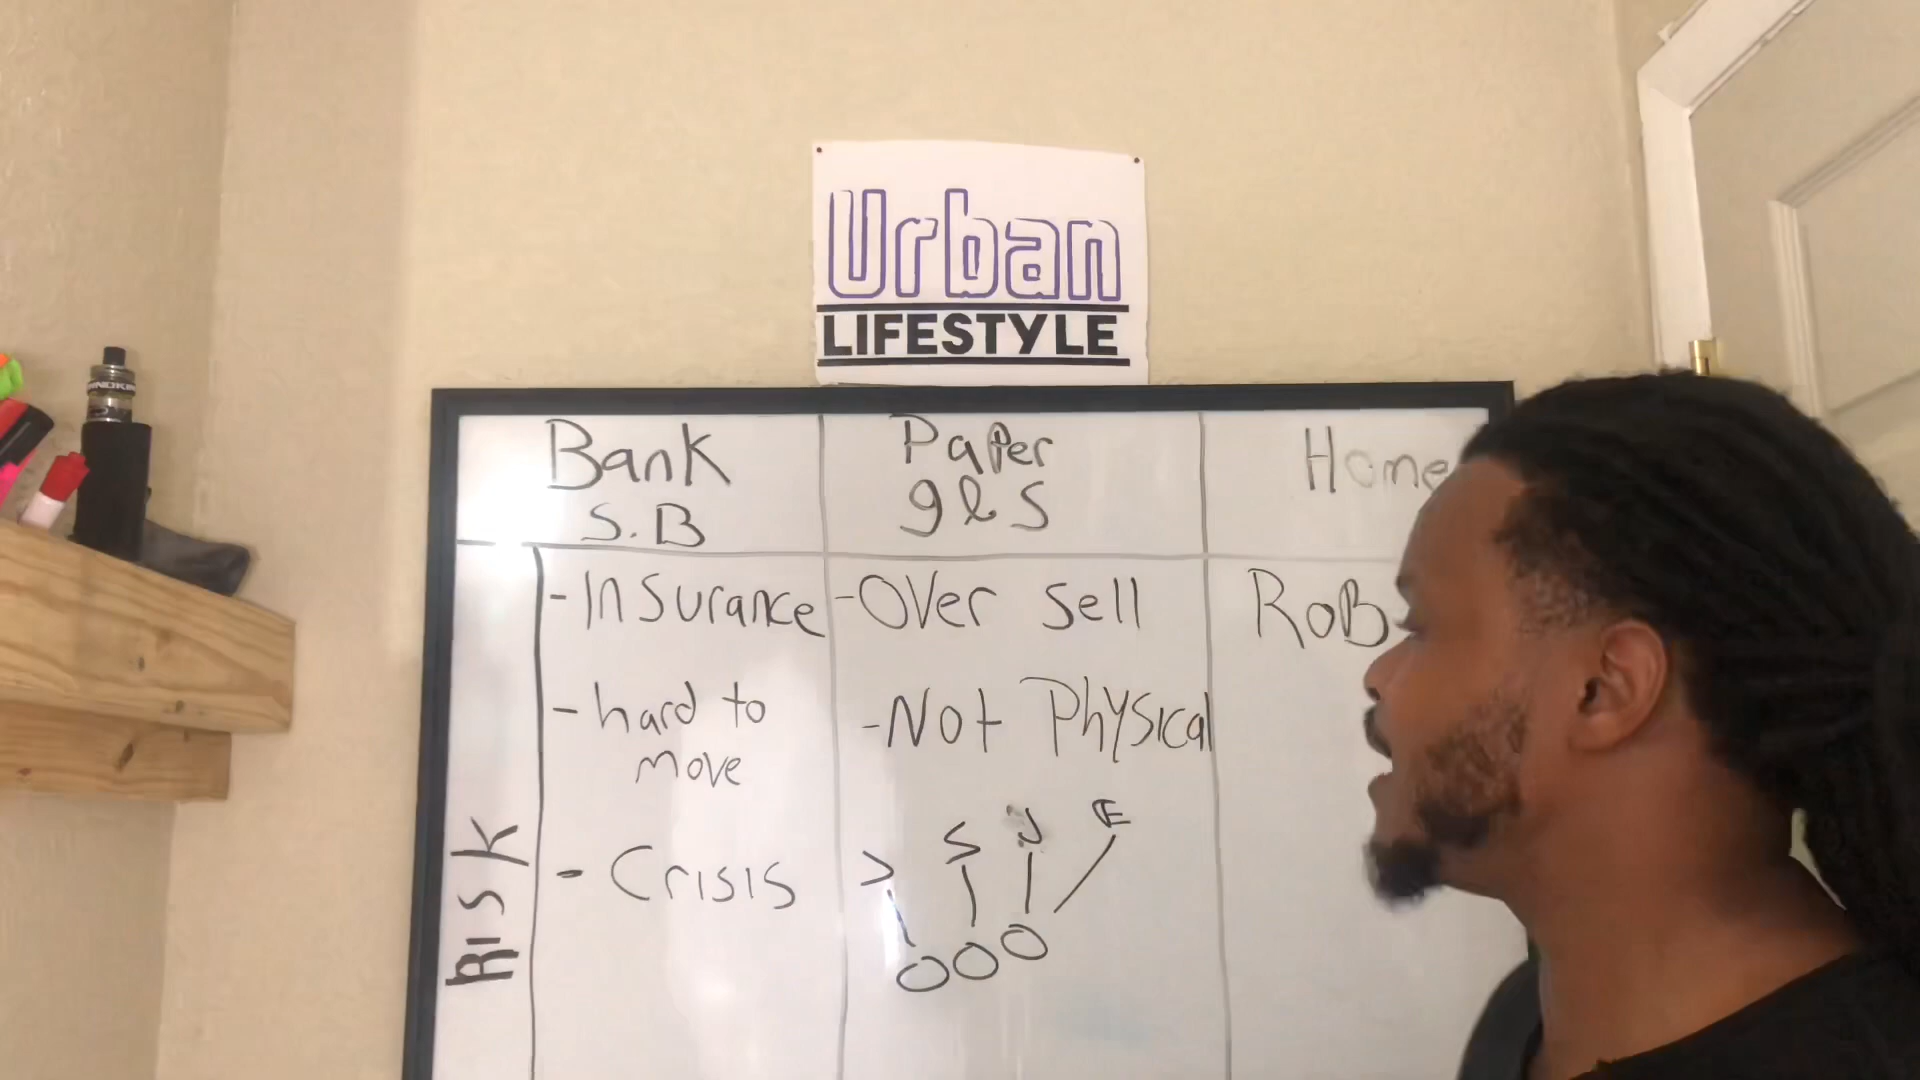 Urban
LIFESTYLE
Bank
S.B
Paper
g & S
Home
RISK
- Insurance
- hard to
move
- Crisis
- Over Sell
- Not Physical
> S J E
O O O
Rob